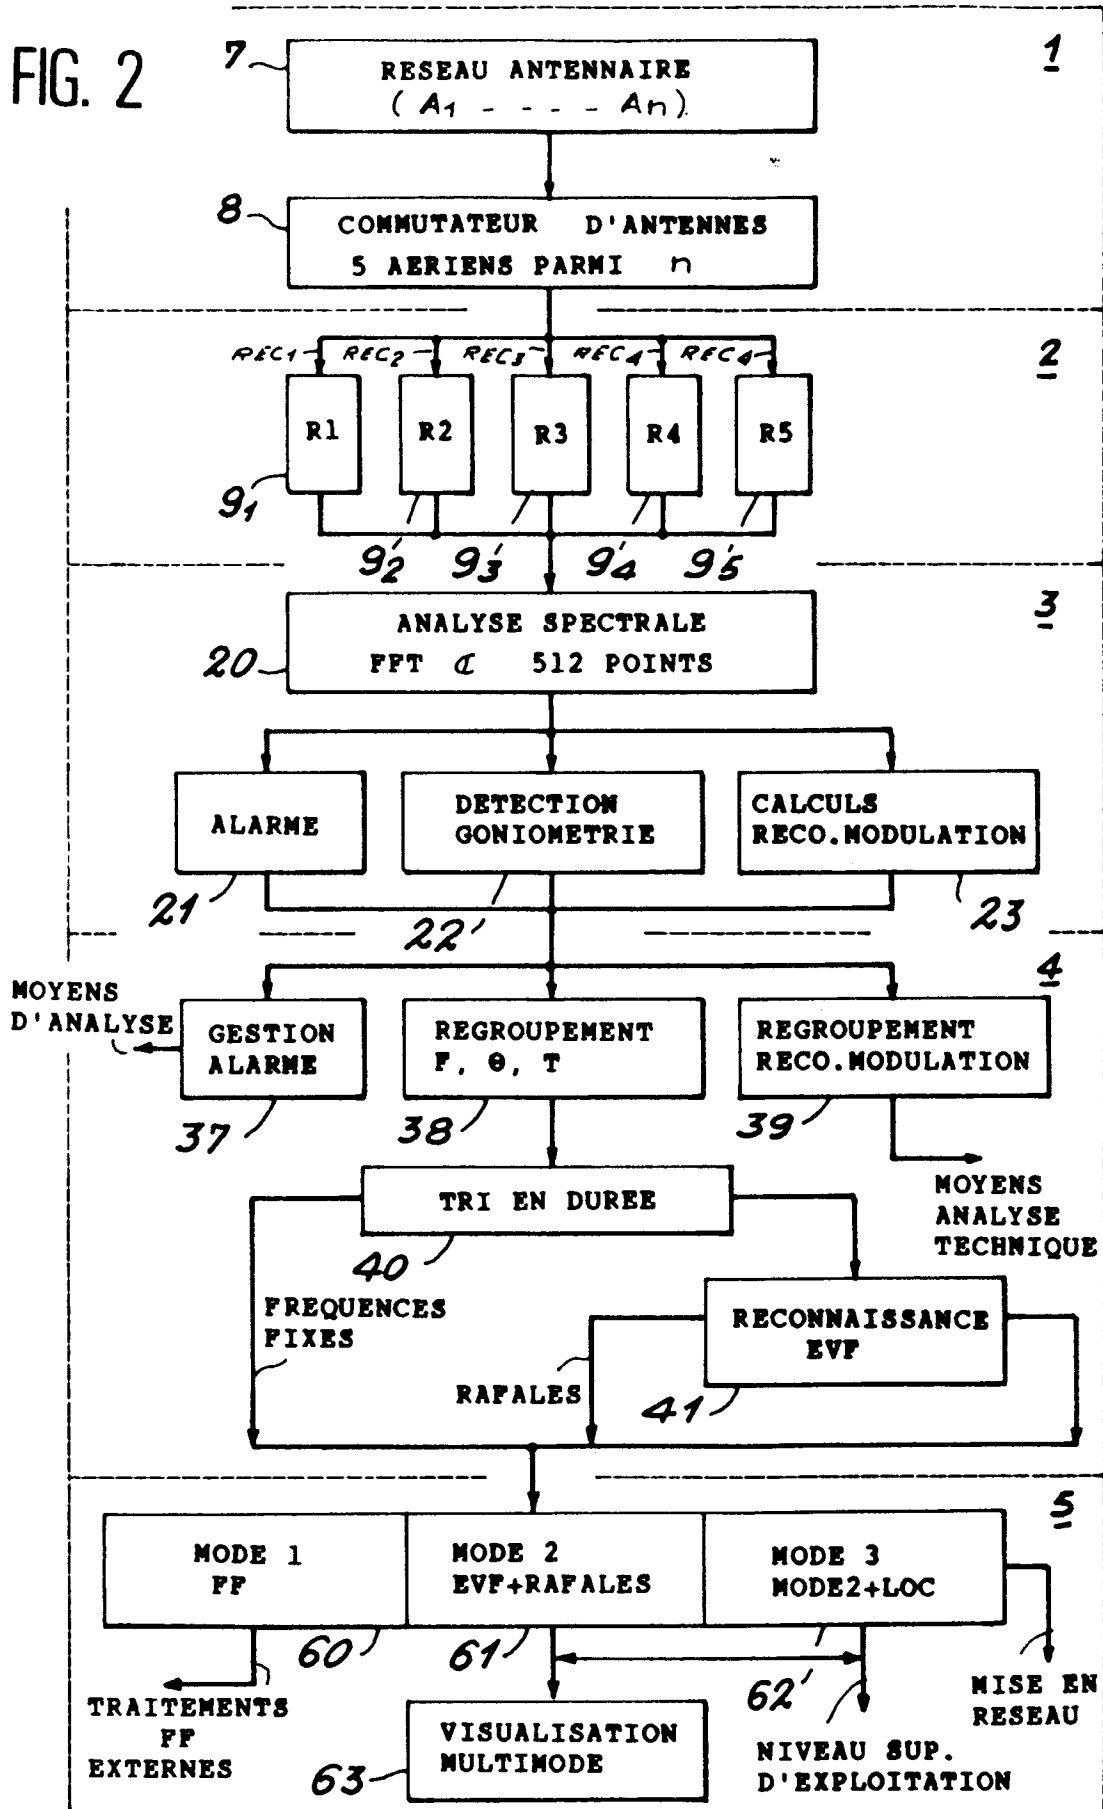 FIG. 2
7
1
RESEAU ANTENNAIRE
( A1 - - - - An)
8
COMMUTATEUR D'ANTENNES
5 AERIENS PARMI n
2
REC1 REC2 REC3 REC4 REC4
R1 R2 R3 R4 R5
91 9'2 9'3 9'4 9'5
3
ANALYSE SPECTRALE
FFT ₵ 512 POINTS
20
ALARME
DETECTION
GONIOMETRIE
CALCULS
RECO.MODULATION
21 22' 23
4
MOYENS
D'ANALYSE
GESTION
ALARME
REGROUPEMENT
F, θ, T
REGROUPEMENT
RECO.MODULATION
37 38 39
TRI EN DUREE
40
MOYENS
ANALYSE
TECHNIQUE
FREQUENCES
FIXES
RECONNAISSANCE
EVF
RAFALES
41
5
MODE 1
FF
MODE 2
EVF+RAFALES
MODE 3
MODE2+LOC
60 61 62'
TRAITEMENTS
FF
EXTERNES
VISUALISATION
MULTIMODE
63
NIVEAU SUP.
D'EXPLOITATION
MISE EN
RESEAU